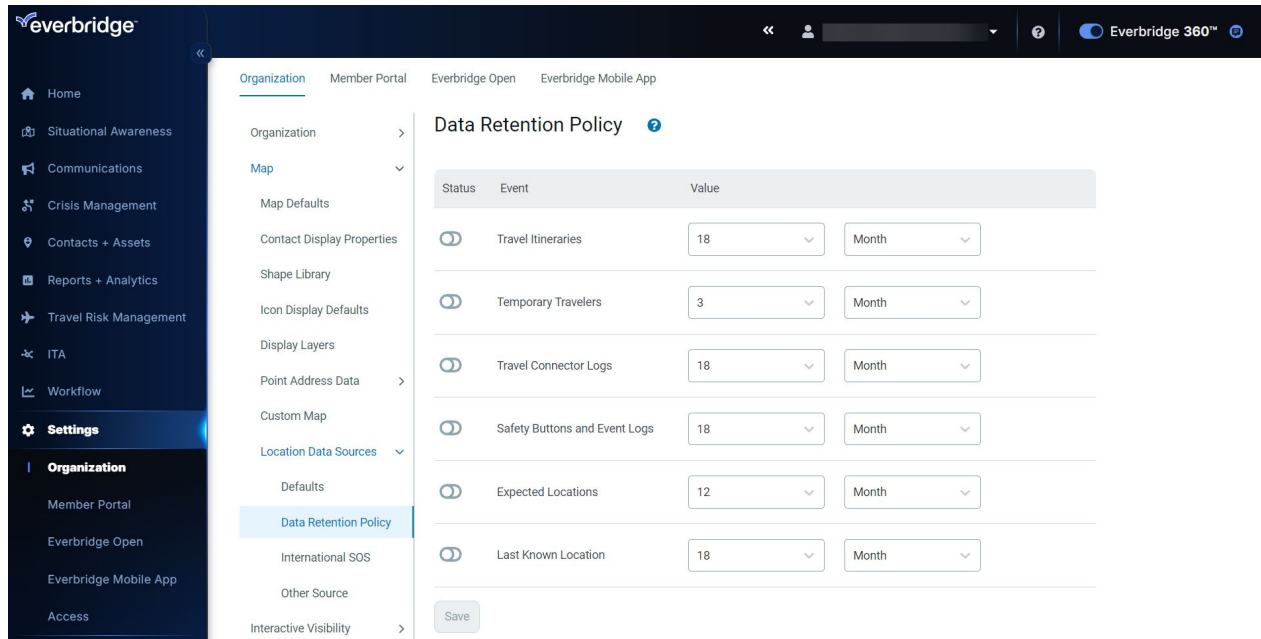 everbridge™
Everbridge 360™
Home
Situational Awareness
Communications
Crisis Management
Contacts + Assets
Reports + Analytics
Travel Risk Management
ITA
Workflow
Settings
Organization
Member Portal
Everbridge Open
Everbridge Mobile App
Access
Organization Member Portal Everbridge Open Everbridge Mobile App
Organization
Map
Map Defaults
Contact Display Properties
Shape Library
Icon Display Defaults
Display Layers
Point Address Data
Custom Map
Location Data Sources
Defaults
Data Retention Policy
International SOS
Other Source
Interactive Visibility
Data Retention Policy
Status Event Value
Travel Itineraries 18 Month
Temporary Travelers 3 Month
Travel Connector Logs 18 Month
Safety Buttons and Event Logs 18 Month
Expected Locations 12 Month
Last Known Location 18 Month
Save